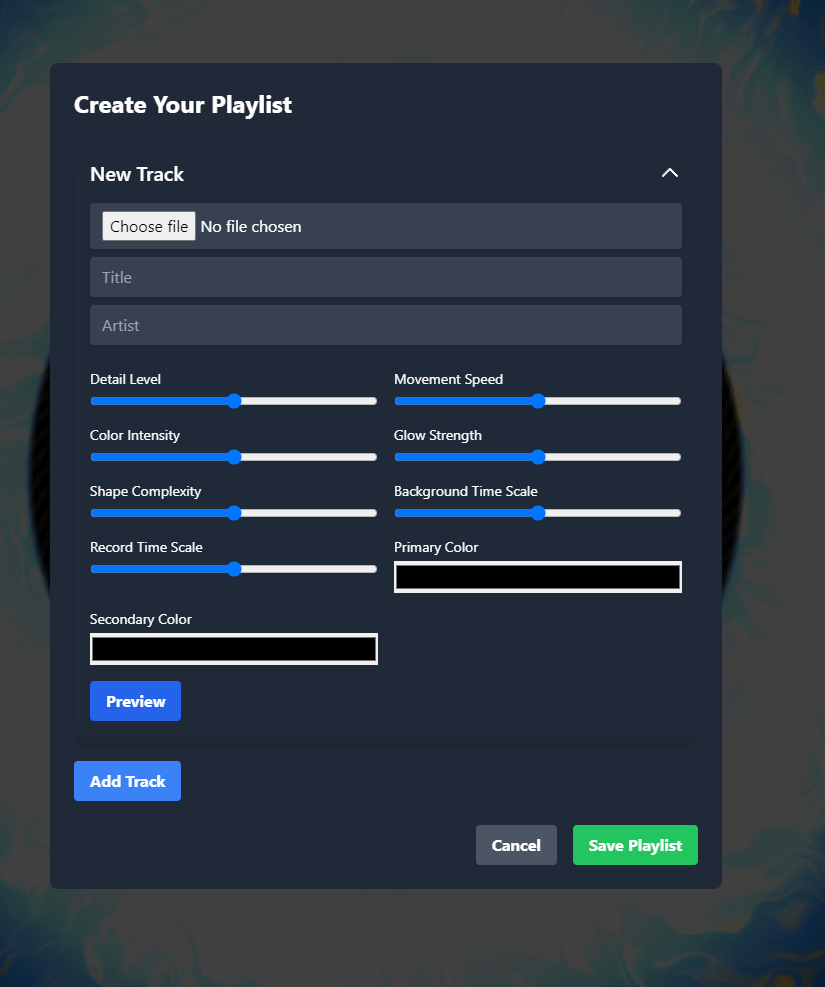 Create Your Playlist
New Track
Choose file No file chosen
Title
Artist
Detail Level Movement Speed
Color Intensity Glow Strength
Shape Complexity Background Time Scale
Record Time Scale Primary Color
Secondary Color
Preview
Add Track
Cancel Save Playlist